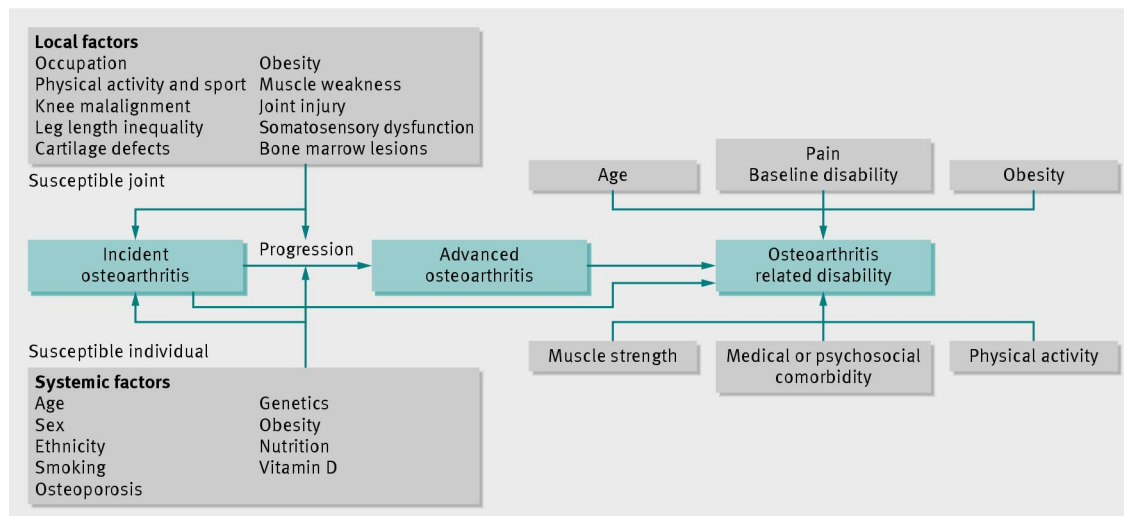 Local factors
Occupation
Physical activity and sport
Knee malalignment
Leg length inequality
Cartilage defects
Obesity
Muscle weakness
Joint injury
Somatosensory dysfunction
Bone marrow lesions
Susceptible joint
Age
Pain
Baseline disability
Obesity
Incident
osteoarthritis
Progression
Advanced
osteoarthritis
Osteoarthritis
related disability
Susceptible individual
Muscle strength
Medical or psychosocial
comorbidity
Physical activity
Systemic factors
Age
Sex
Ethnicity
Smoking
Osteoporosis
Genetics
Obesity
Nutrition
Vitamin D